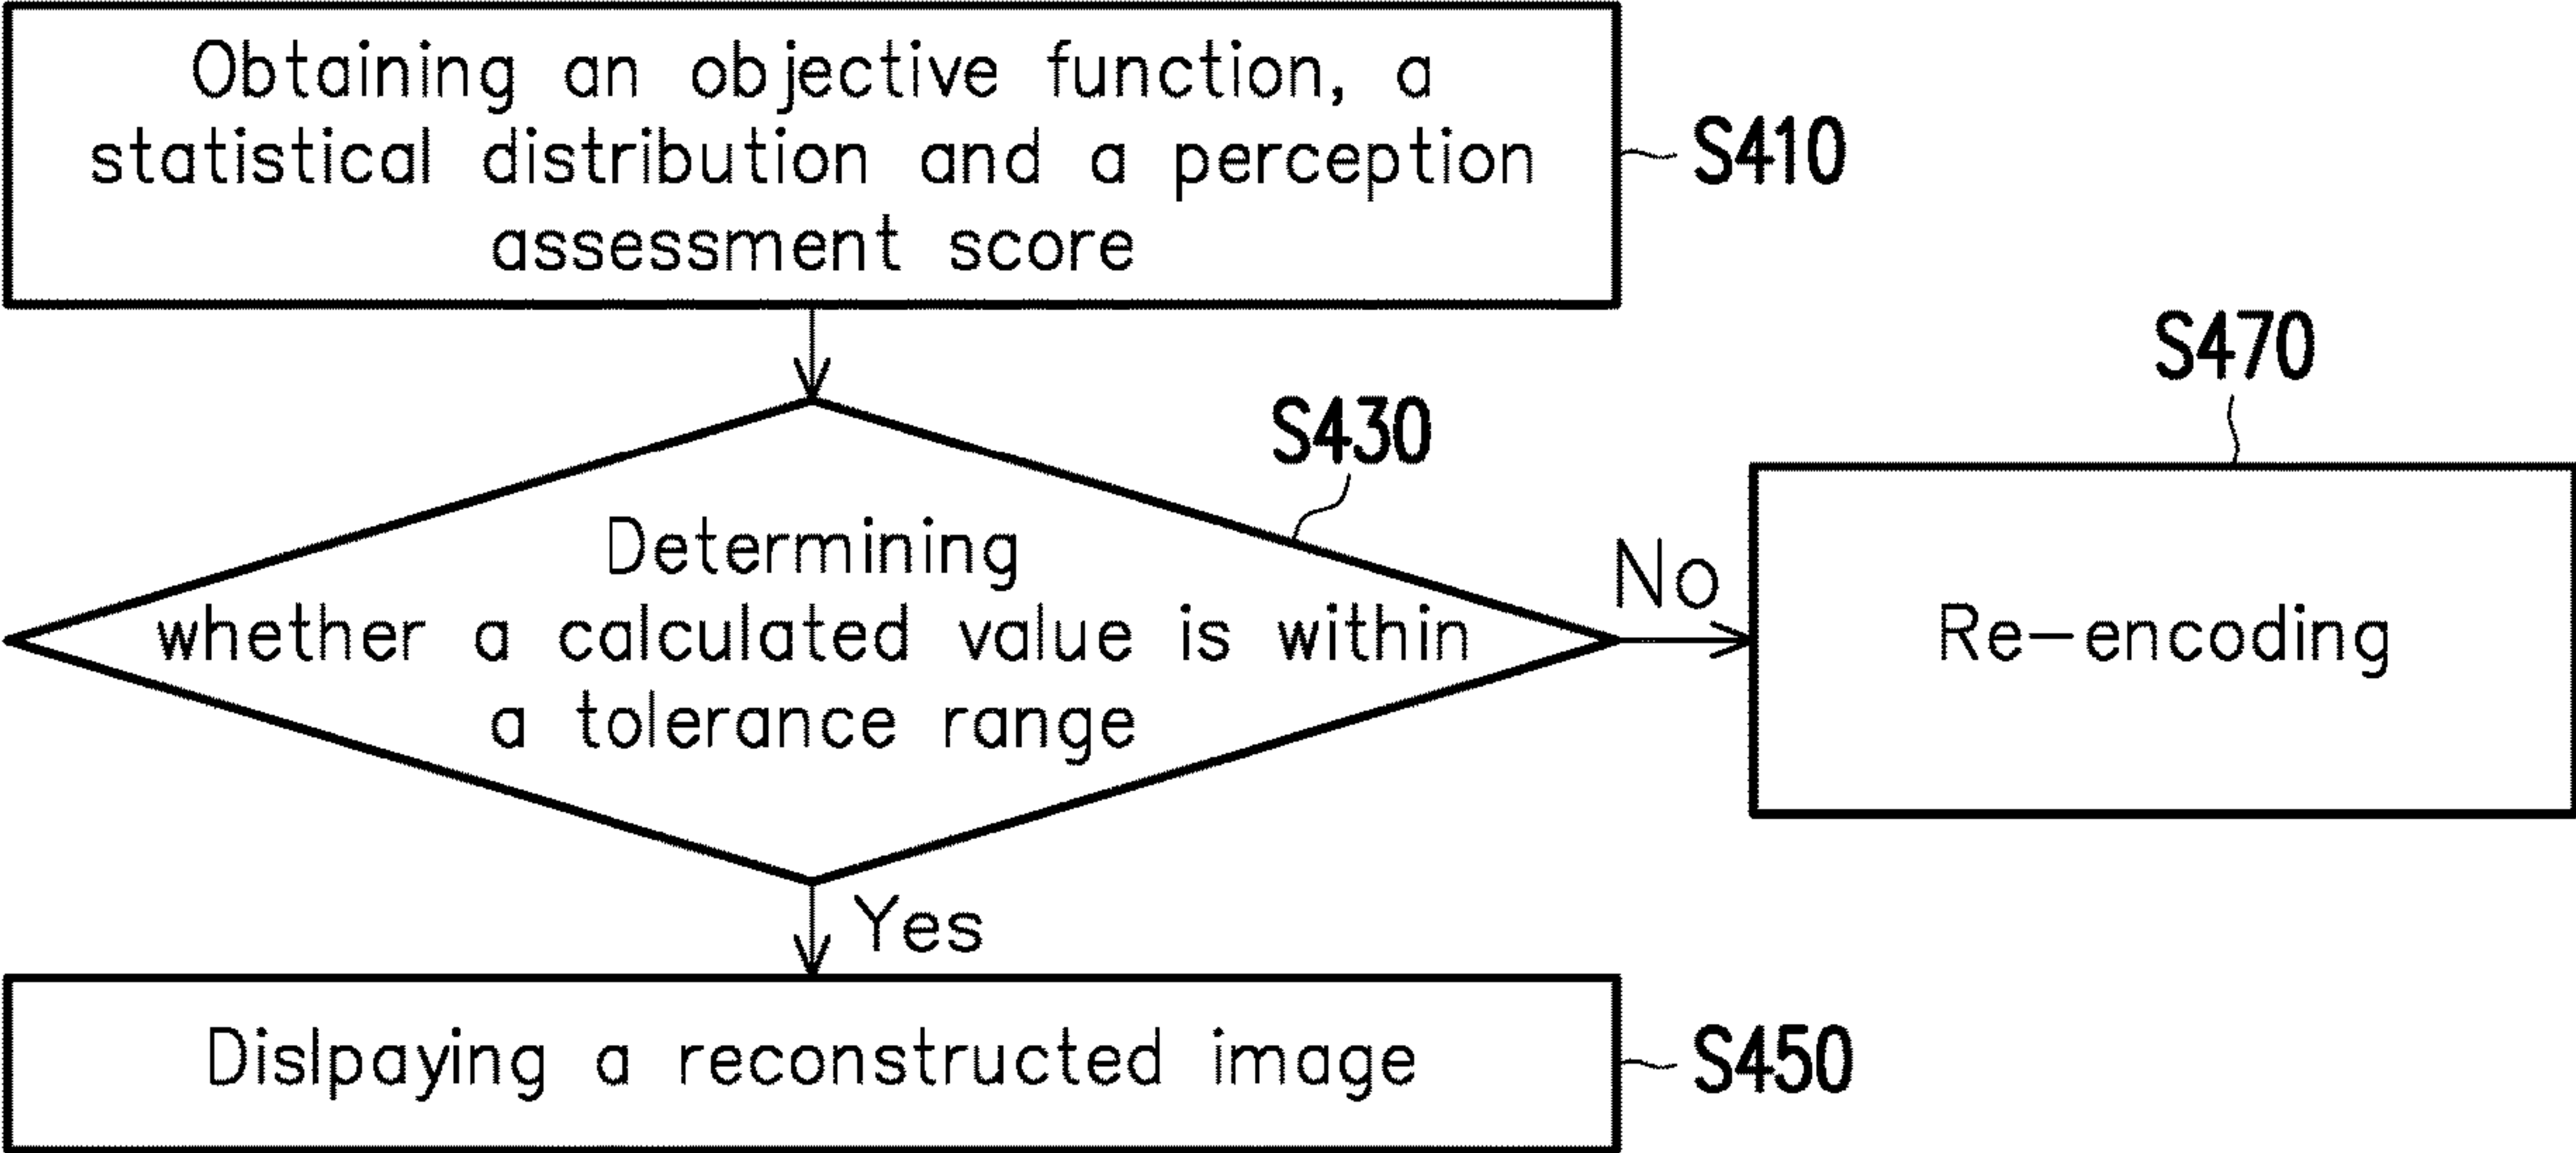 Obtaining an objective function, a
statistical distribution and a perception
assessment score
S410
S430
Determining
whether a calculated value is within
a tolerance range
No
S470
Re-encoding
Yes
Dislpaying a reconstructed image
S450